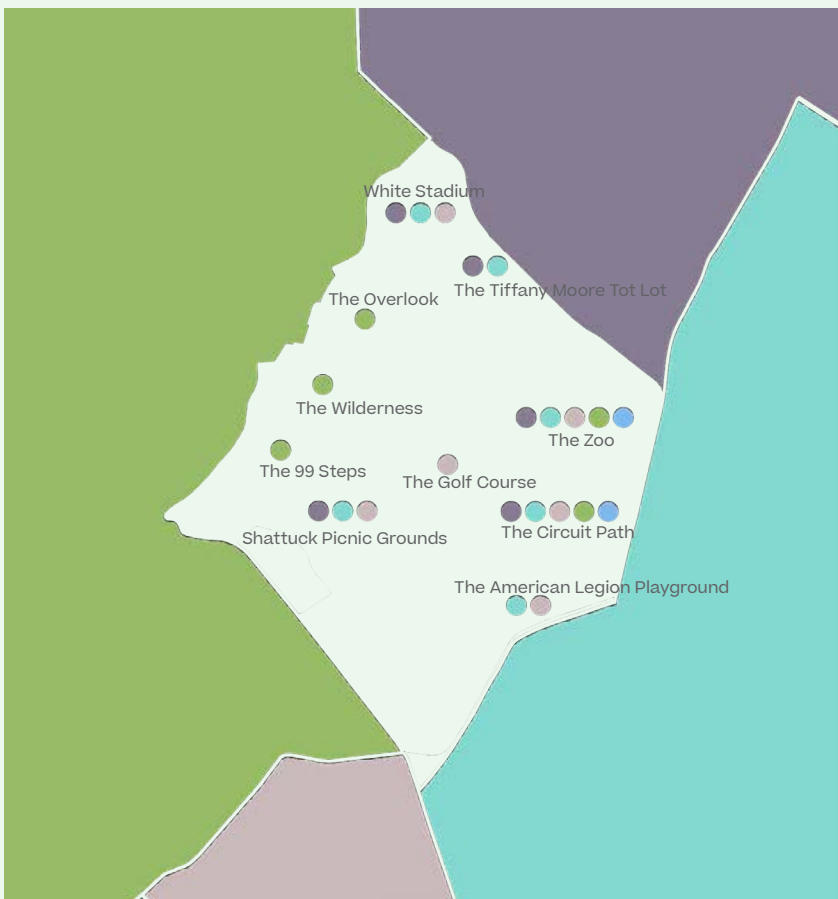 White Stadium
The Tiffany Moore Tot Lot
The Overlook
The Wilderness
The Zoo
The 99 Steps
The Golf Course
Shattuck Picnic Grounds
The Circuit Path
The American Legion Playground